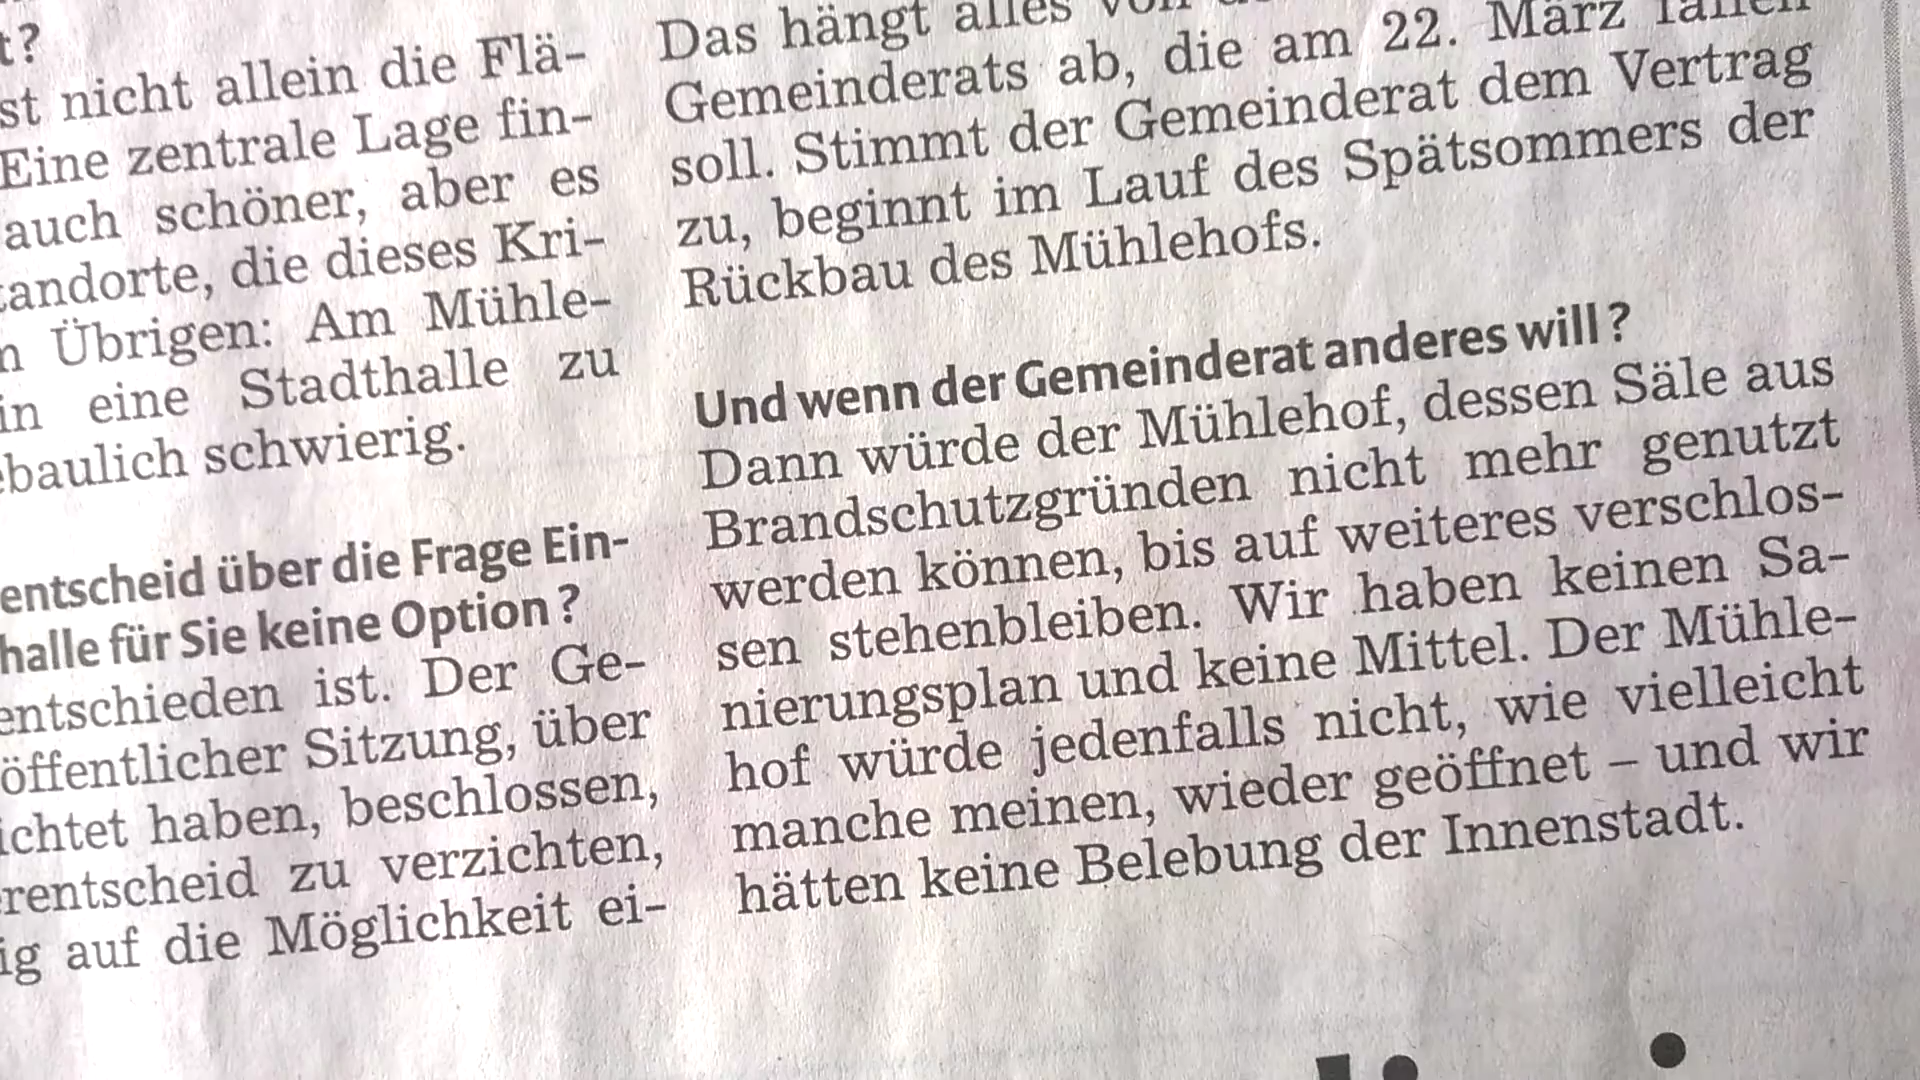 t?
st nicht allein die Flä-
Eine zentrale Lage fin-
auch schöner, aber es
tandorte, die dieses Kri-
n Übrigen: Am Mühle-
in eine Stadthalle zu
ebaulich schwierig.
entscheid über die Frage Ein-
halle für Sie keine Option?
entschieden ist. Der Ge-
öffentlicher Sitzung, über
ichtet haben, beschlossen,
rentscheid zu verzichten,
ig auf die Möglichkeit ei-
Das hängt alles von
Gemeinderats ab, die am 22. März fallen
soll. Stimmt der Gemeinderat dem Vertrag
zu, beginnt im Lauf des Spätsommers der
Rückbau des Mühlehofs.
Und wenn der Gemeinderat anderes will?
Dann würde der Mühlehof, dessen Säle aus
Brandschutzgründen nicht mehr genutzt
werden können, bis auf weiteres verschlos-
sen stehenbleiben. Wir haben keinen Sa-
nierungsplan und keine Mittel. Der Mühle-
hof würde jedenfalls nicht, wie vielleicht
manche meinen, wieder geöffnet – und wir
hätten keine Belebung der Innenstadt.